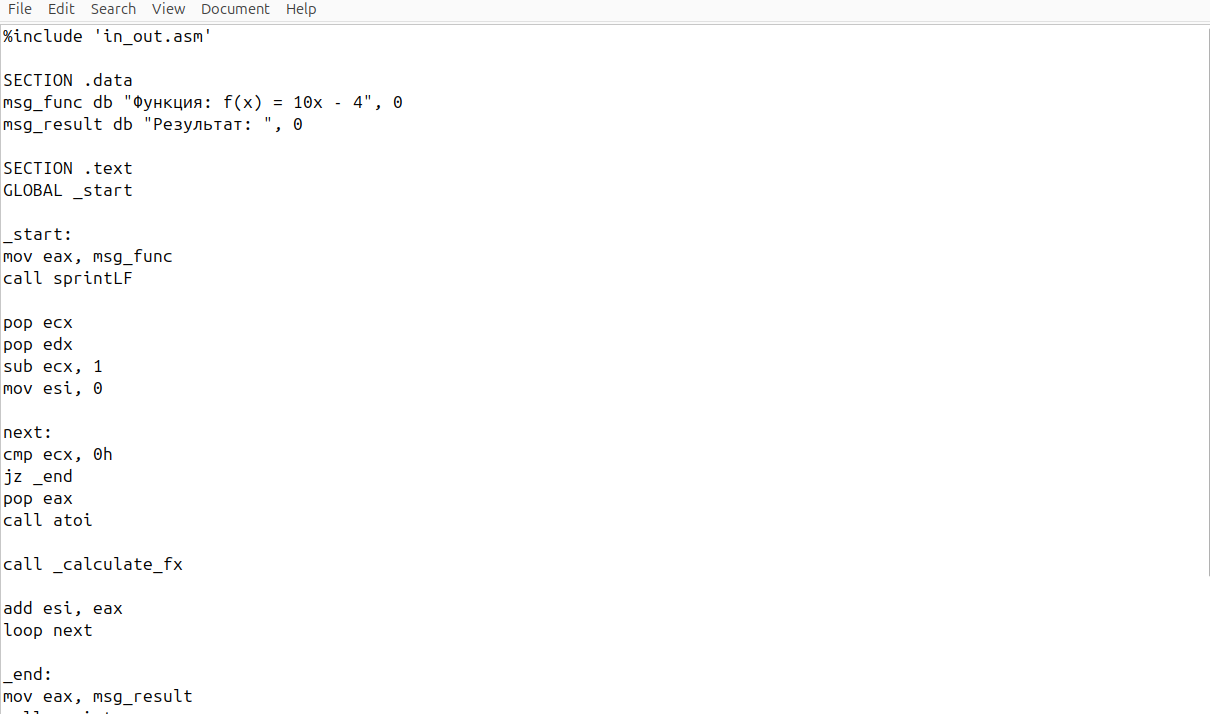 File Edit Search View Document Help
%include 'in_out.asm'
SECTION .data
msg_func db "Функция: f(x) = 10x - 4", 0
msg_result db "Результат: ", 0
SECTION .text
GLOBAL _start
_start:
mov eax, msg_func
call sprintLF
pop ecx
pop edx
sub ecx, 1
mov esi, 0
next:
cmp ecx, 0h
jz _end
pop eax
call atoi
call _calculate_fx
add esi, eax
loop next
_end:
mov eax, msg_result